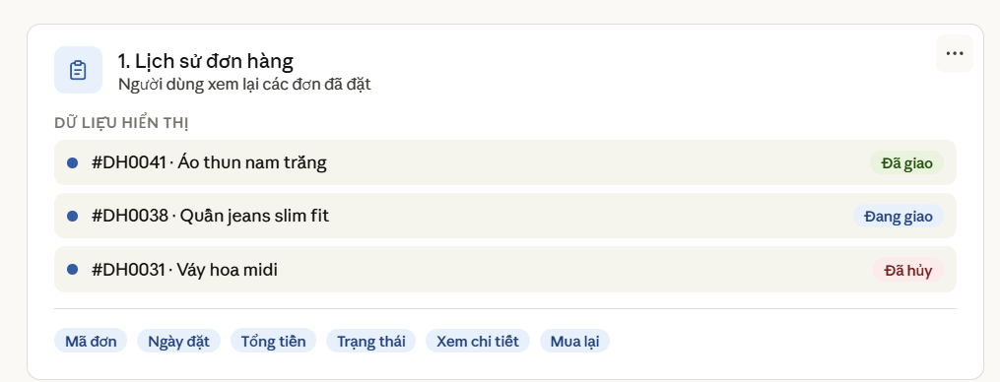 1. Lịch sử đơn hàng
Người dùng xem lại các đơn đã đặt
DỮ LIỆU HIỂN THỊ
#DH0041 · Áo thun nam trắng
Đã giao
#DH0038 · Quần jeans slim fit
Đang giao
#DH0031 · Váy hoa midi
Đã hủy
Mã đơn Ngày đặt Tổng tiền Trạng thái Xem chi tiết Mua lại